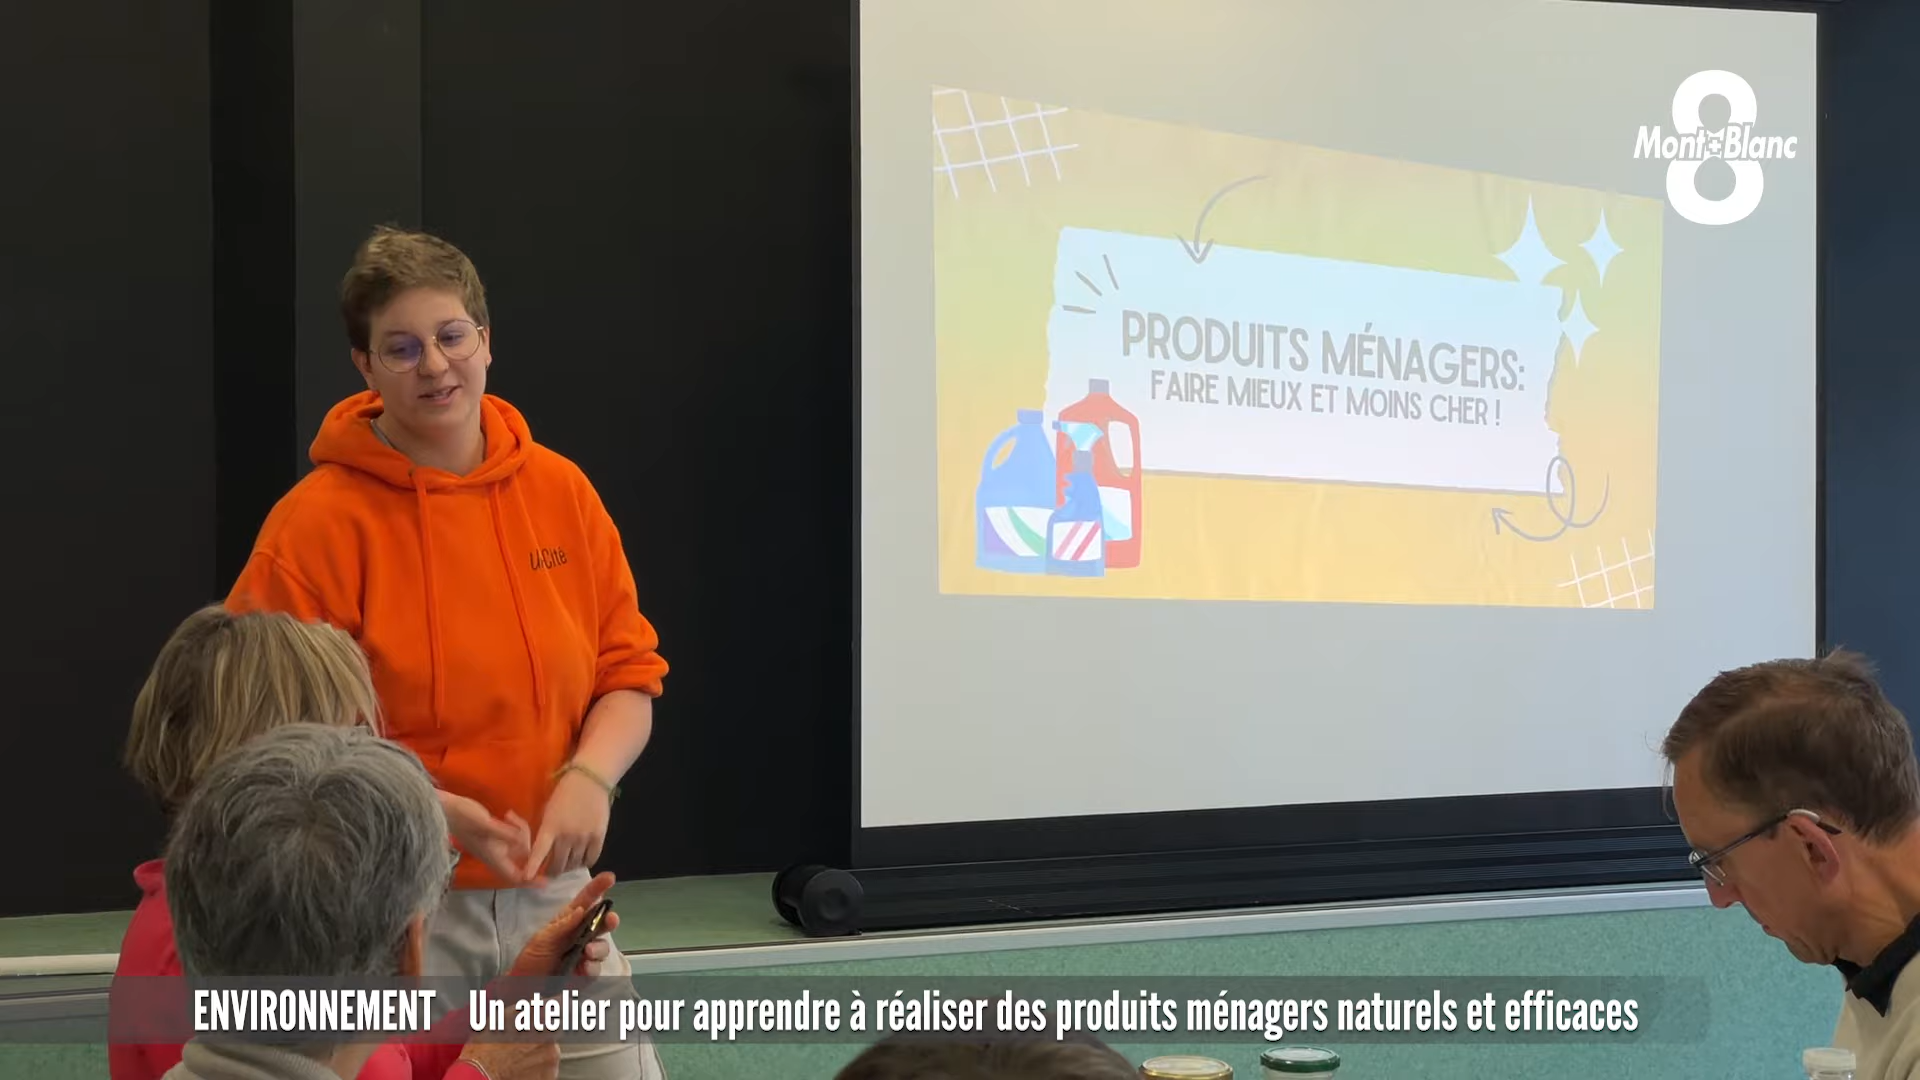 8
Mont-Blanc
PRODUITS MÉNAGERS:
FAIRE MIEUX ET MOINS CHER !
ENVIRONNEMENT Un atelier pour apprendre à réaliser des produits ménagers naturels et efficaces